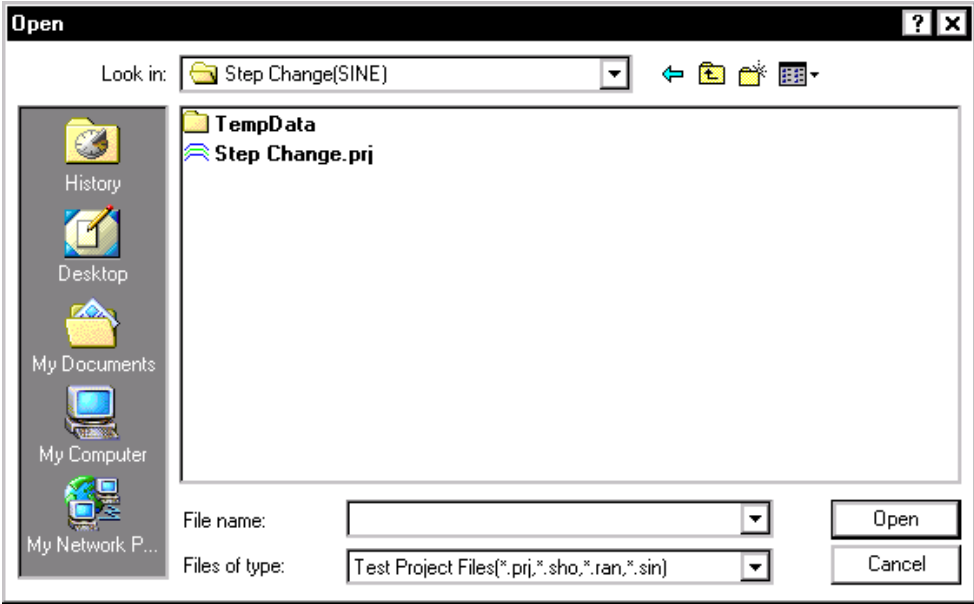 Open
Look in: Step Change(SINE)
TempData
Step Change.prj
History
Desktop
My Documents
My Computer
My Network P...
File name:
Open
Files of type: Test Project Files(*.prj,*.sho,*.ran,*.sin)
Cancel